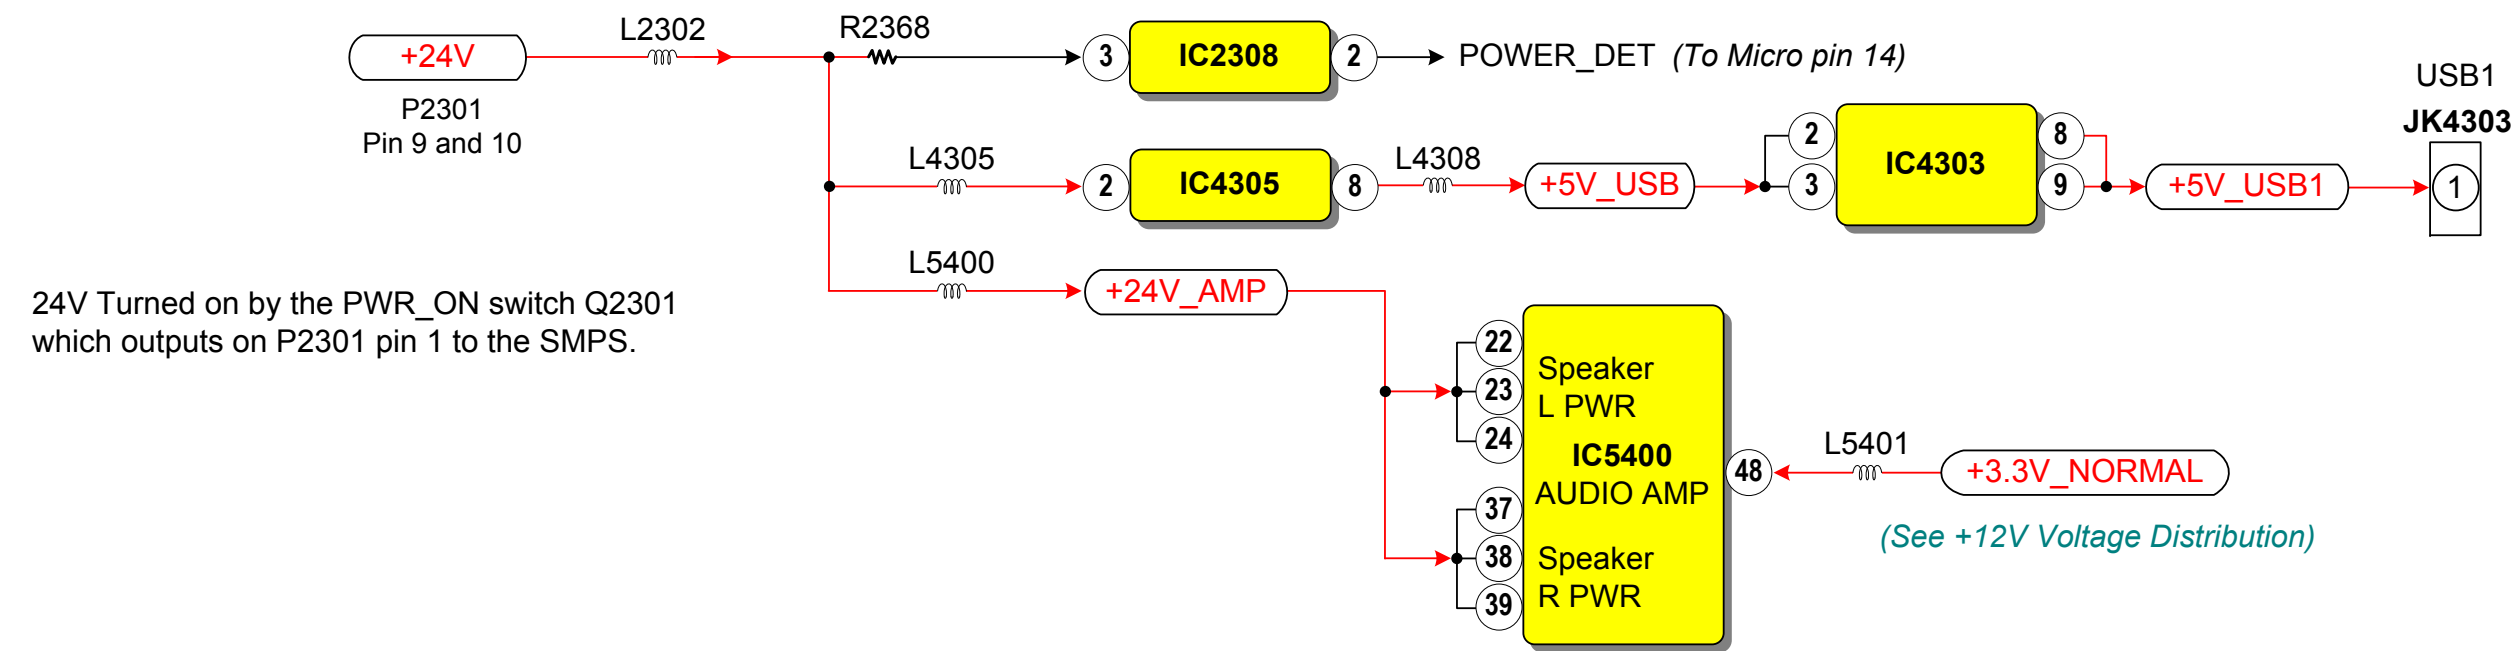 L2302
R2368
+24V
3
IC2308
2
POWER_DET (To Micro pin 14)
P2301
Pin 9 and 10
USB1
JK4303
L4305
2
IC4305
8
L4308
+5V_USB
2
3
IC4303
8
9
+5V_USB1
1
L5400
+24V_AMP
24V Turned on by the PWR_ON switch Q2301
which outputs on P2301 pin 1 to the SMPS.
22
23
24
Speaker
L PWR
IC5400
AUDIO AMP
37
38
39
Speaker
R PWR
48
L5401
+3.3V_NORMAL
(See +12V Voltage Distribution)